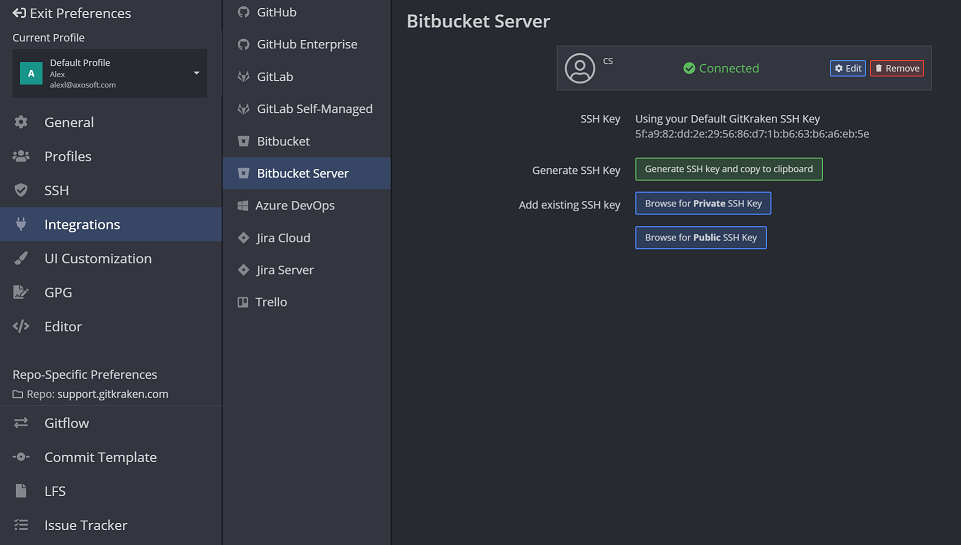 Exit Preferences
Current Profile
A
Default Profile
Alex
alexl@axosoft.com
General
Profiles
SSH
Integrations
UI Customization
GPG
Editor
Repo-Specific Preferences
Repo: support.gitkraken.com
Gitflow
Commit Template
LFS
Issue Tracker
GitHub
GitHub Enterprise
GitLab
GitLab Self-Managed
Bitbucket
Bitbucket Server
Azure DevOps
Jira Cloud
Jira Server
Trello
Bitbucket Server
cs
Connected
Edit
Remove
SSH Key
Using your Default GitKraken SSH Key
5f:a9:82:dd:2e:29:56:86:d7:1b:b6:63:b6:a6:eb:5e
Generate SSH Key
Generate SSH key and copy to clipboard
Add existing SSH key
Browse for Private SSH Key
Browse for Public SSH Key